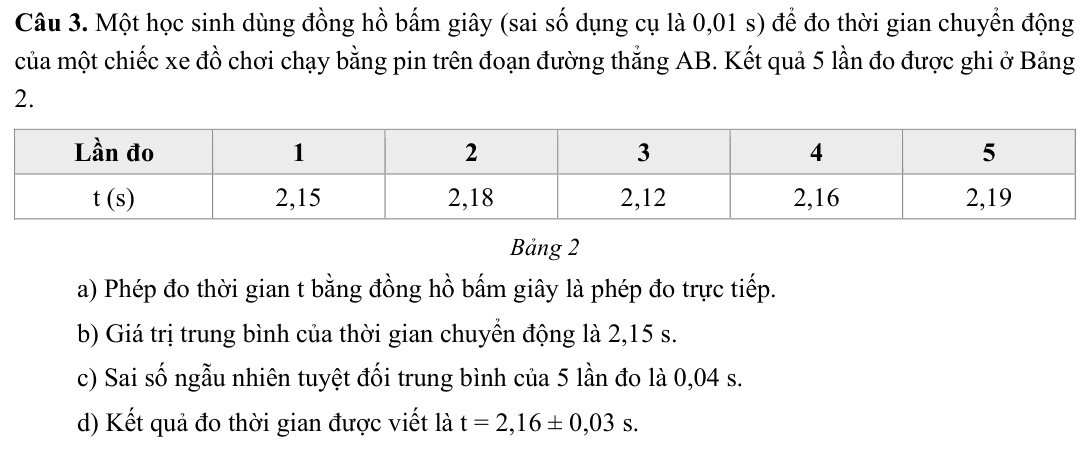 Câu 3. Một học sinh dùng đồng hồ bấm giây (sai số dụng cụ là 0,01 s) để đo thời gian chuyển động
của một chiếc xe đồ chơi chạy bằng pin trên đoạn đường thẳng AB. Kết quả 5 lần đo được ghi ở Bảng
2.
Lần đo 1 2 3 4 5
t (s) 2,15 2,18 2,12 2,16 2,19
Bảng 2
a) Phép đo thời gian t bằng đồng hồ bấm giây là phép đo trực tiếp.
b) Giá trị trung bình của thời gian chuyển động là 2,15 s.
c) Sai số ngẫu nhiên tuyệt đối trung bình của 5 lần đo là 0,04 s.
d) Kết quả đo thời gian được viết là t = 2,16 ± 0,03 s.